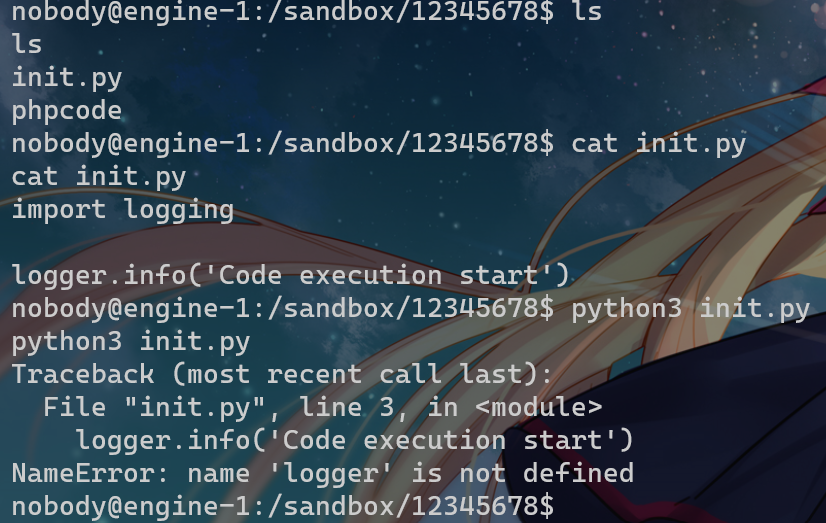 nobody@engine-1:/sandbox/12345678$ ls
ls
init.py
phpcode
nobody@engine-1:/sandbox/12345678$ cat init.py
cat init.py
import logging

logger.info('Code execution start')
nobody@engine-1:/sandbox/12345678$ python3 init.py
python3 init.py
Traceback (most recent call last):
  File "init.py", line 3, in <module>
    logger.info('Code execution start')
NameError: name 'logger' is not defined
nobody@engine-1:/sandbox/12345678$